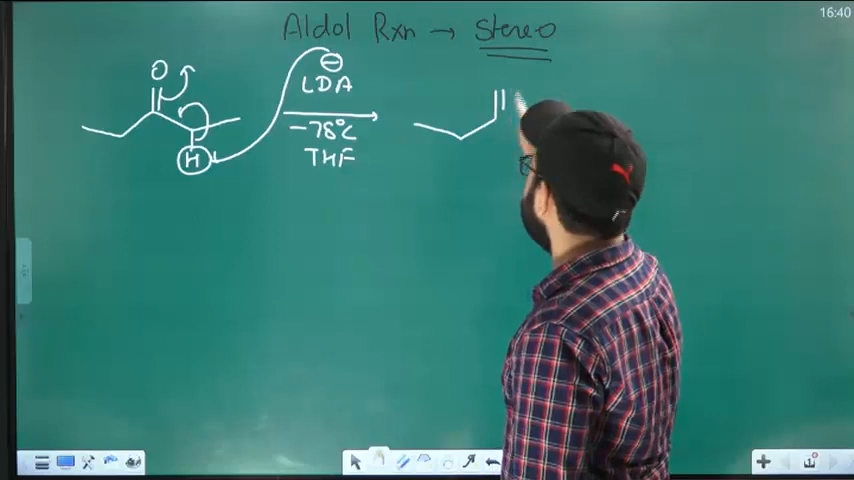 Aldol Rxn → Stereo
16:40
O
⊖
LDA
-78°C
H
THF